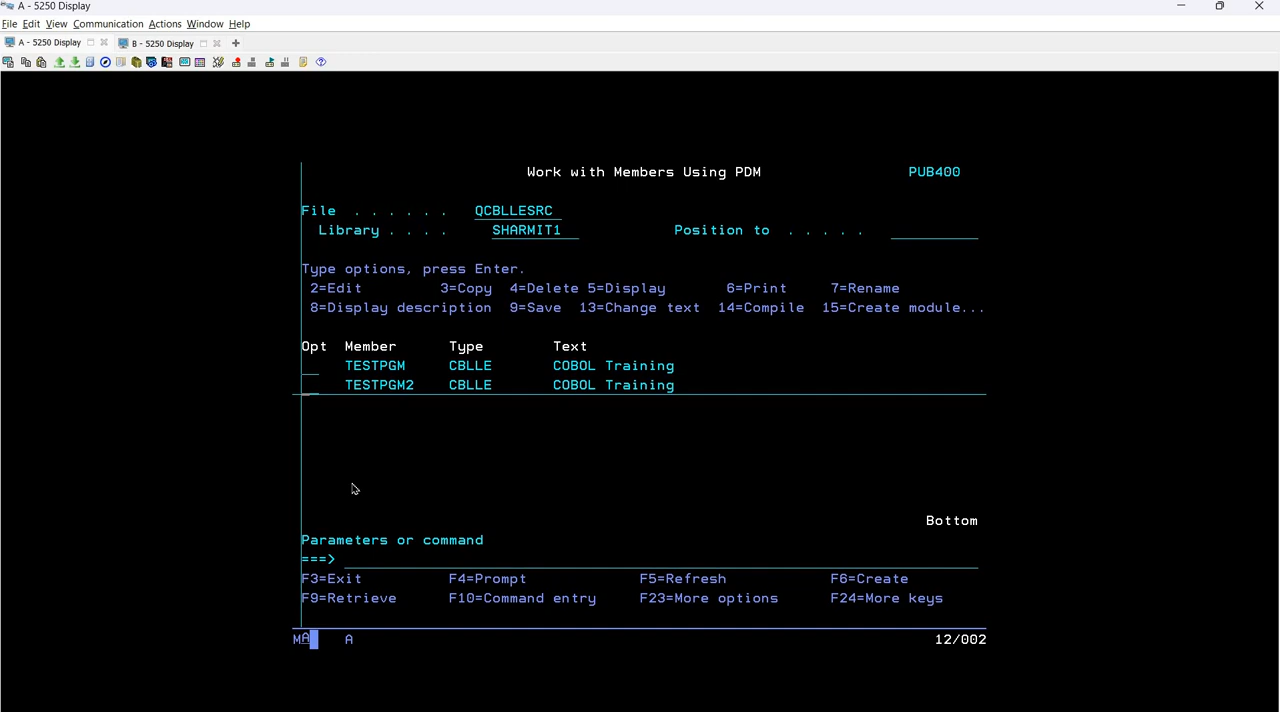 A - 5250 Display
File Edit View Communication Actions Window Help
A - 5250 Display B - 5250 Display
Work with Members Using PDM PUB400
File . . . . . . QCBLLESRC
Library . . . . SHARMIT1 Position to . . . . .
Type options, press Enter.
2=Edit 3=Copy 4=Delete 5=Display 6=Print 7=Rename
8=Display description 9=Save 13=Change text 14=Compile 15=Create module...
Opt Member Type Text
TESTPGM CBLLE COBOL Training
TESTPGM2 CBLLE COBOL Training
Bottom
Parameters or command
===>
F3=Exit F4=Prompt F5=Refresh F6=Create
F9=Retrieve F10=Command entry F23=More options F24=More keys
MA A 12/002